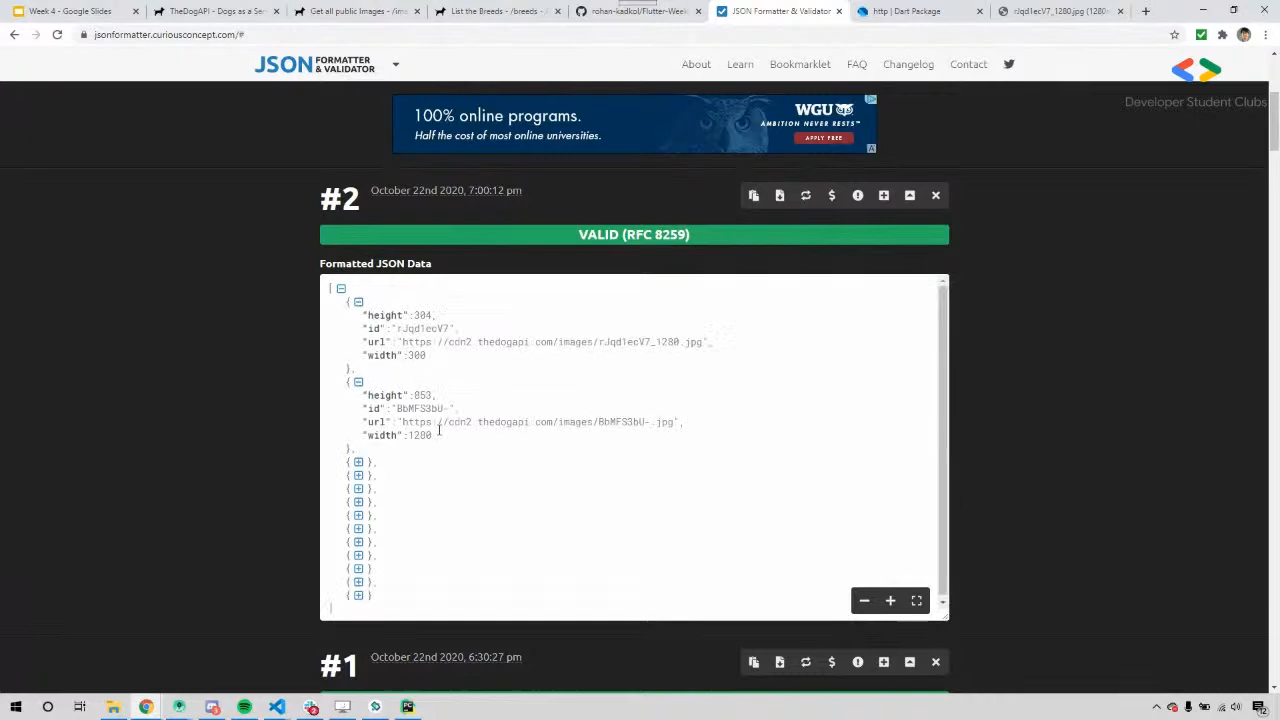 Week 4 - Google Slides
TheDogAPI - Dogs as a Ser
Get all public Images - /ima
List the Breeds - /breeds - J
rohan-kadkol/Flutter-Week
JSON Formatter & Validator
http | Dart Package
rJqd1ecV7_1280.jpg (1280×
jsonformatter.curiousconcept.com/#
JSON FORMATTER & VALIDATOR
About Learn Bookmarklet FAQ Changelog Contact
Developer Student Clubs
100% online programs.
Half the cost of most online universities.
WGU
AMBITION NEVER RESTS™
APPLY FREE
#2 October 22nd 2020, 7:00:12 pm
VALID (RFC 8259)
Formatted JSON Data
[
{
"height":304,
"id":"rJqd1ecV7",
"url":"https://cdn2.thedogapi.com/images/rJqd1ecV7_1280.jpg",
"width":300
},
{
"height":853,
"id":"BbMFS3bU-",
"url":"https://cdn2.thedogapi.com/images/BbMFS3bU-.jpg",
"width":1280
},
{ },
{ },
{ },
{ },
{ },
{ },
{ },
{ },
{ }
{ },
{ }
]
#1 October 22nd 2020, 6:30:27 pm